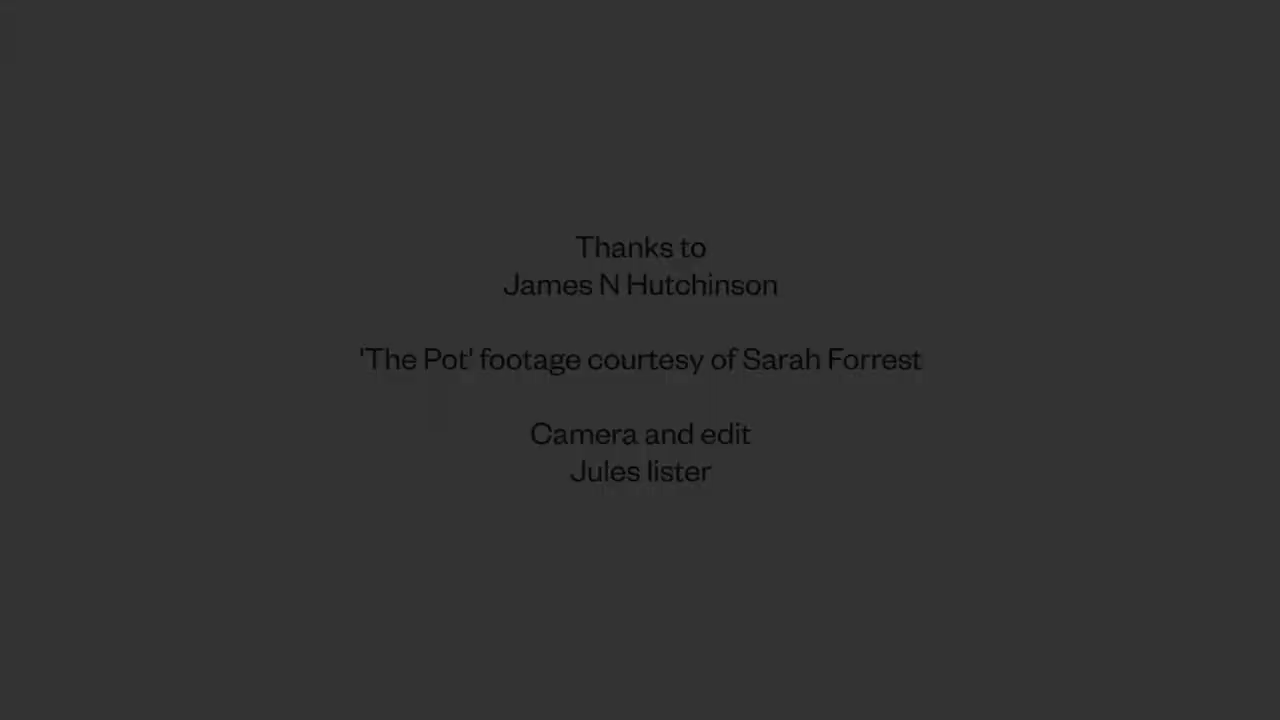 Thanks to
James N Hutchinson
'The Pot' footage courtesy of Sarah Forrest
Camera and edit
Jules lister